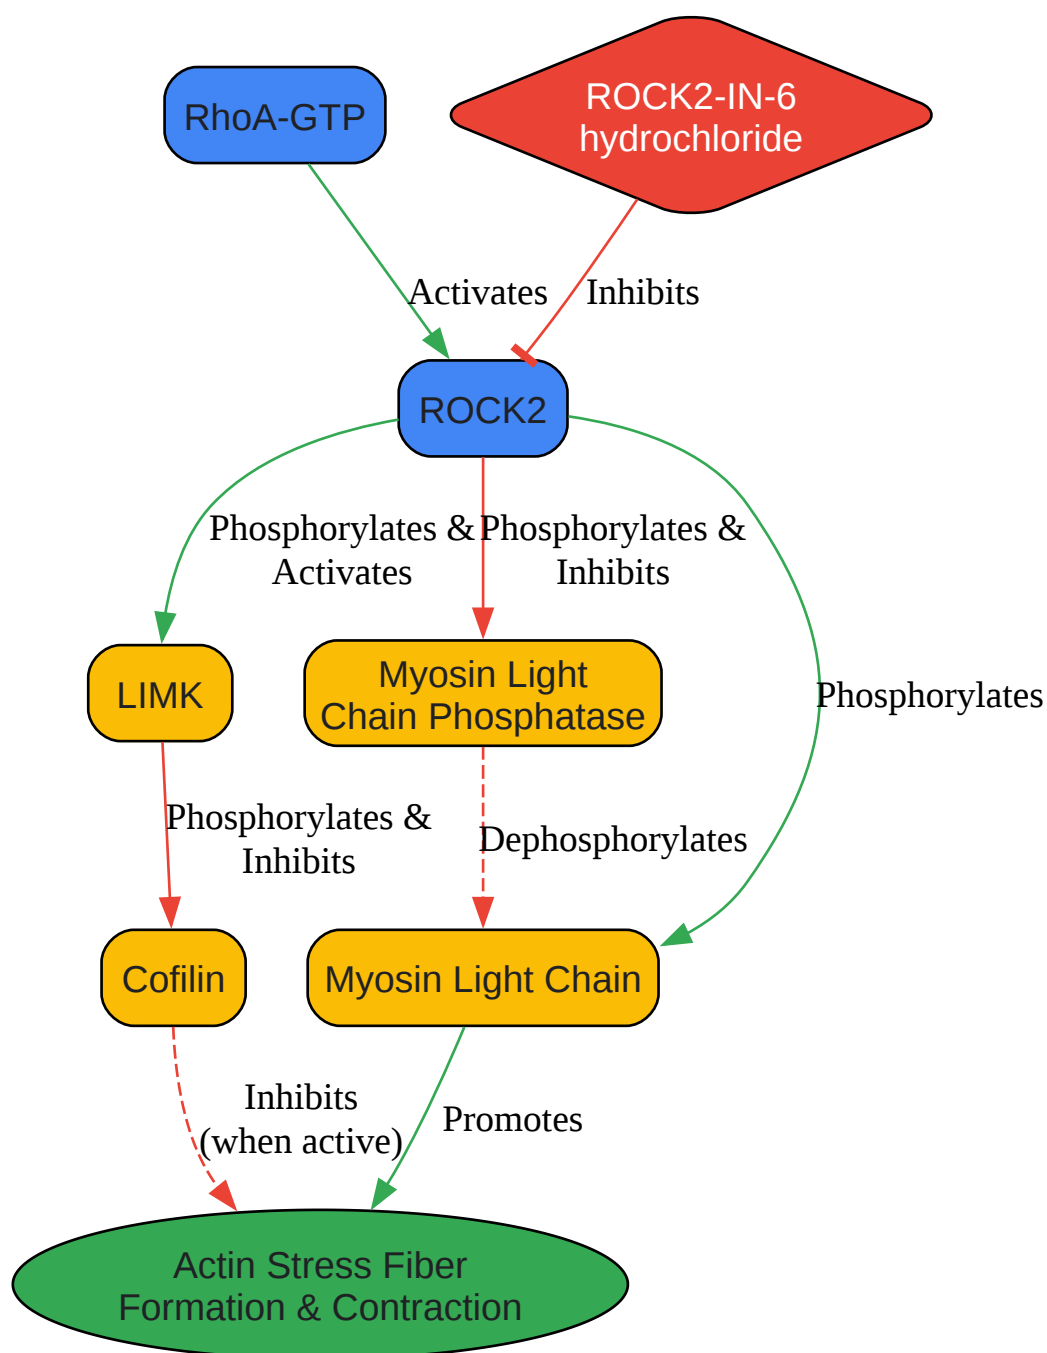 RhoA-GTP
ROCK2-IN-6
hydrochloride
Activates
Inhibits
ROCK2
Phosphorylates &
Activates
Phosphorylates &
Inhibits
LIMK
Myosin Light
Chain Phosphatase
Phosphorylates
Phosphorylates &
Inhibits
Dephosphorylates
Cofilin
Myosin Light Chain
Inhibits
(when active)
Promotes
Actin Stress Fiber
Formation & Contraction